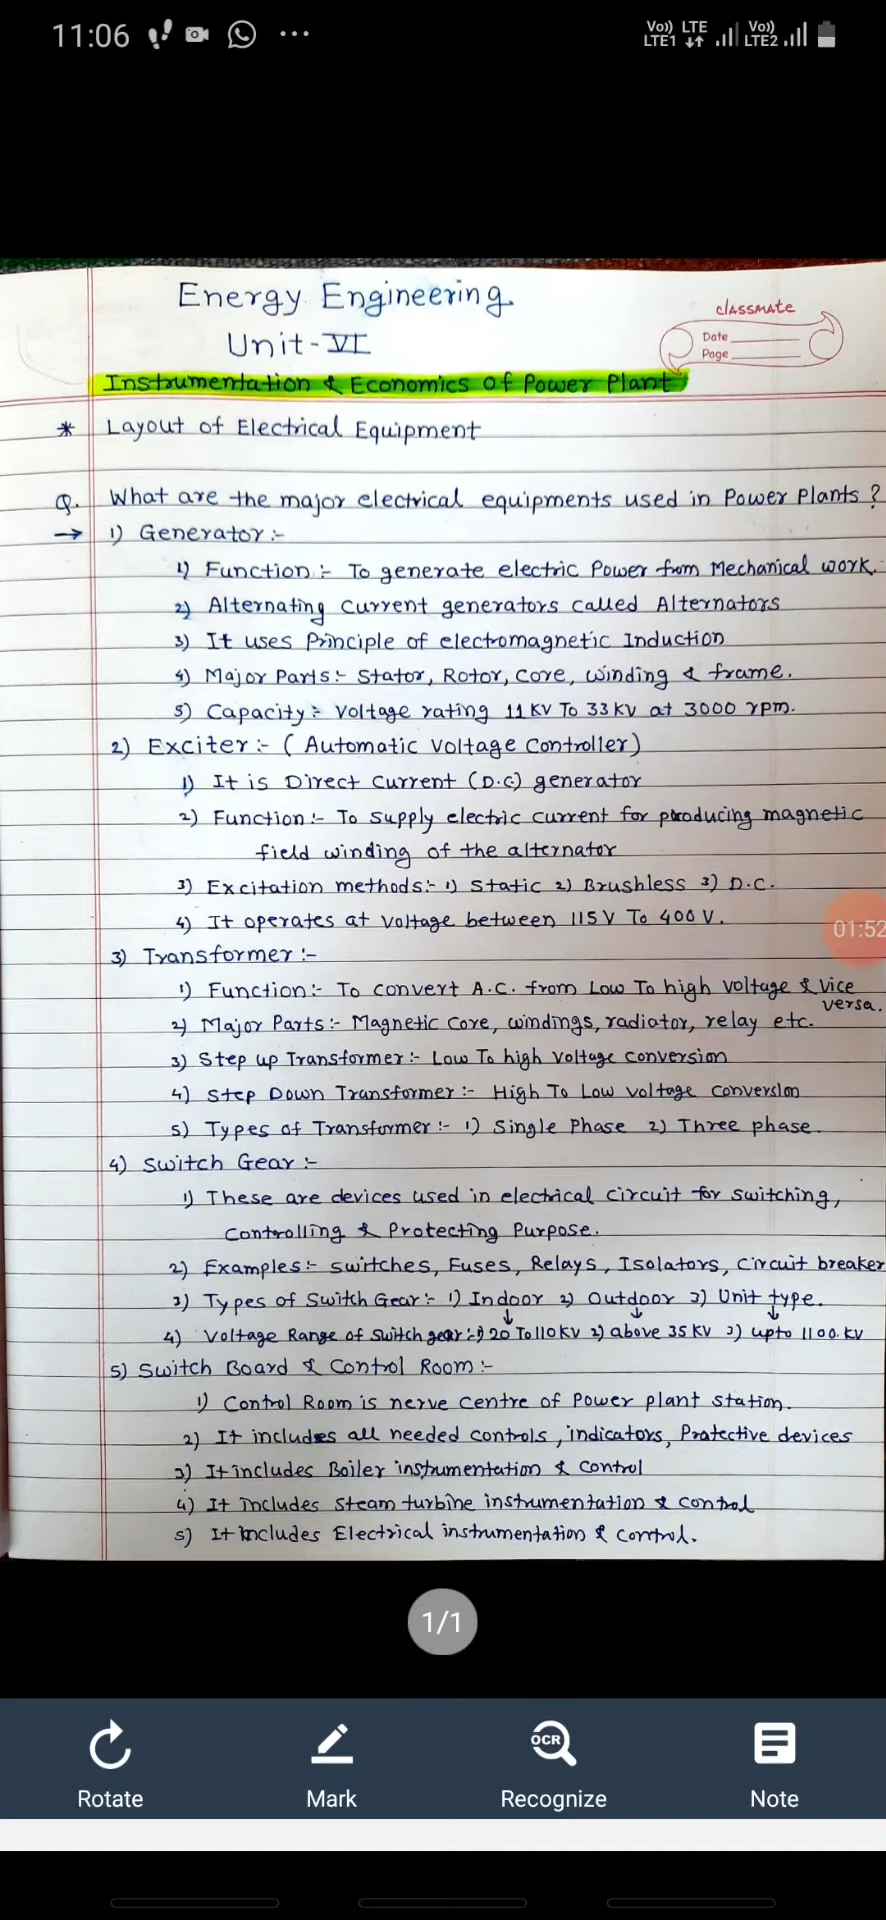 11:06
Vo)) LTE Vo))
LTE1 LTE2
classmate
Date
Page
Energy Engineering
Unit-VI
Instrumentation & Economics of Power Plant
* Layout of Electrical Equipment
Q. What are the major electrical equipments used in Power Plants ?
→ 1) Generator :-
1) Function :- To generate electric Power from Mechanical work.
2) Alternating current generators called Alternators
3) It uses Principle of electromagnetic Induction
4) Major Parts :- Stator, Rotor, core, winding & frame.
5) Capacity :- Voltage rating 11 KV To 33 KV at 3000 rpm.
2) Exciter :- ( Automatic Voltage Controller)
1) It is Direct Current (D.C) generator
2) Function :- To supply electric current for producing magnetic
field winding of the alternator
3) Excitation methods :- 1) Static 2) Brushless 3) D.C.
4) It operates at voltage between 115 V To 400 V.
01:52
3) Transformer :-
1) Function :- To convert A.C. from Low To high voltage & vice
versa.
2) Major Parts :- Magnetic core, windings, radiator, relay etc.
3) Step up Transformer :- Low To high voltage conversion
4) Step Down Transformer :- High To Low voltage conversion
5) Types of Transformer :- 1) Single Phase 2) Three phase.
4) Switch Gear :-
1) These are devices used in electrical circuit for switching,
Controlling & Protecting Purpose.
2) Examples :- switches, Fuses, Relays, Isolators, circuit breaker
3) Types of Switch Gear :- 1) Indoor 2) Outdoor 3) Unit type.
4) Voltage Range of switch gear :- 1) 20 To 110 KV 2) above 35 KV 3) upto 1100. KV
5) Switch Board & Control Room :-
1) Control Room is nerve centre of Power plant station.
2) It includes all needed controls, indicators, Protective devices
3) It includes Boiler instrumentation & control
4) It includes steam turbine instrumentation & control
5) It includes Electrical instrumentation & control.
1/1
OCR
Rotate Mark Recognize Note